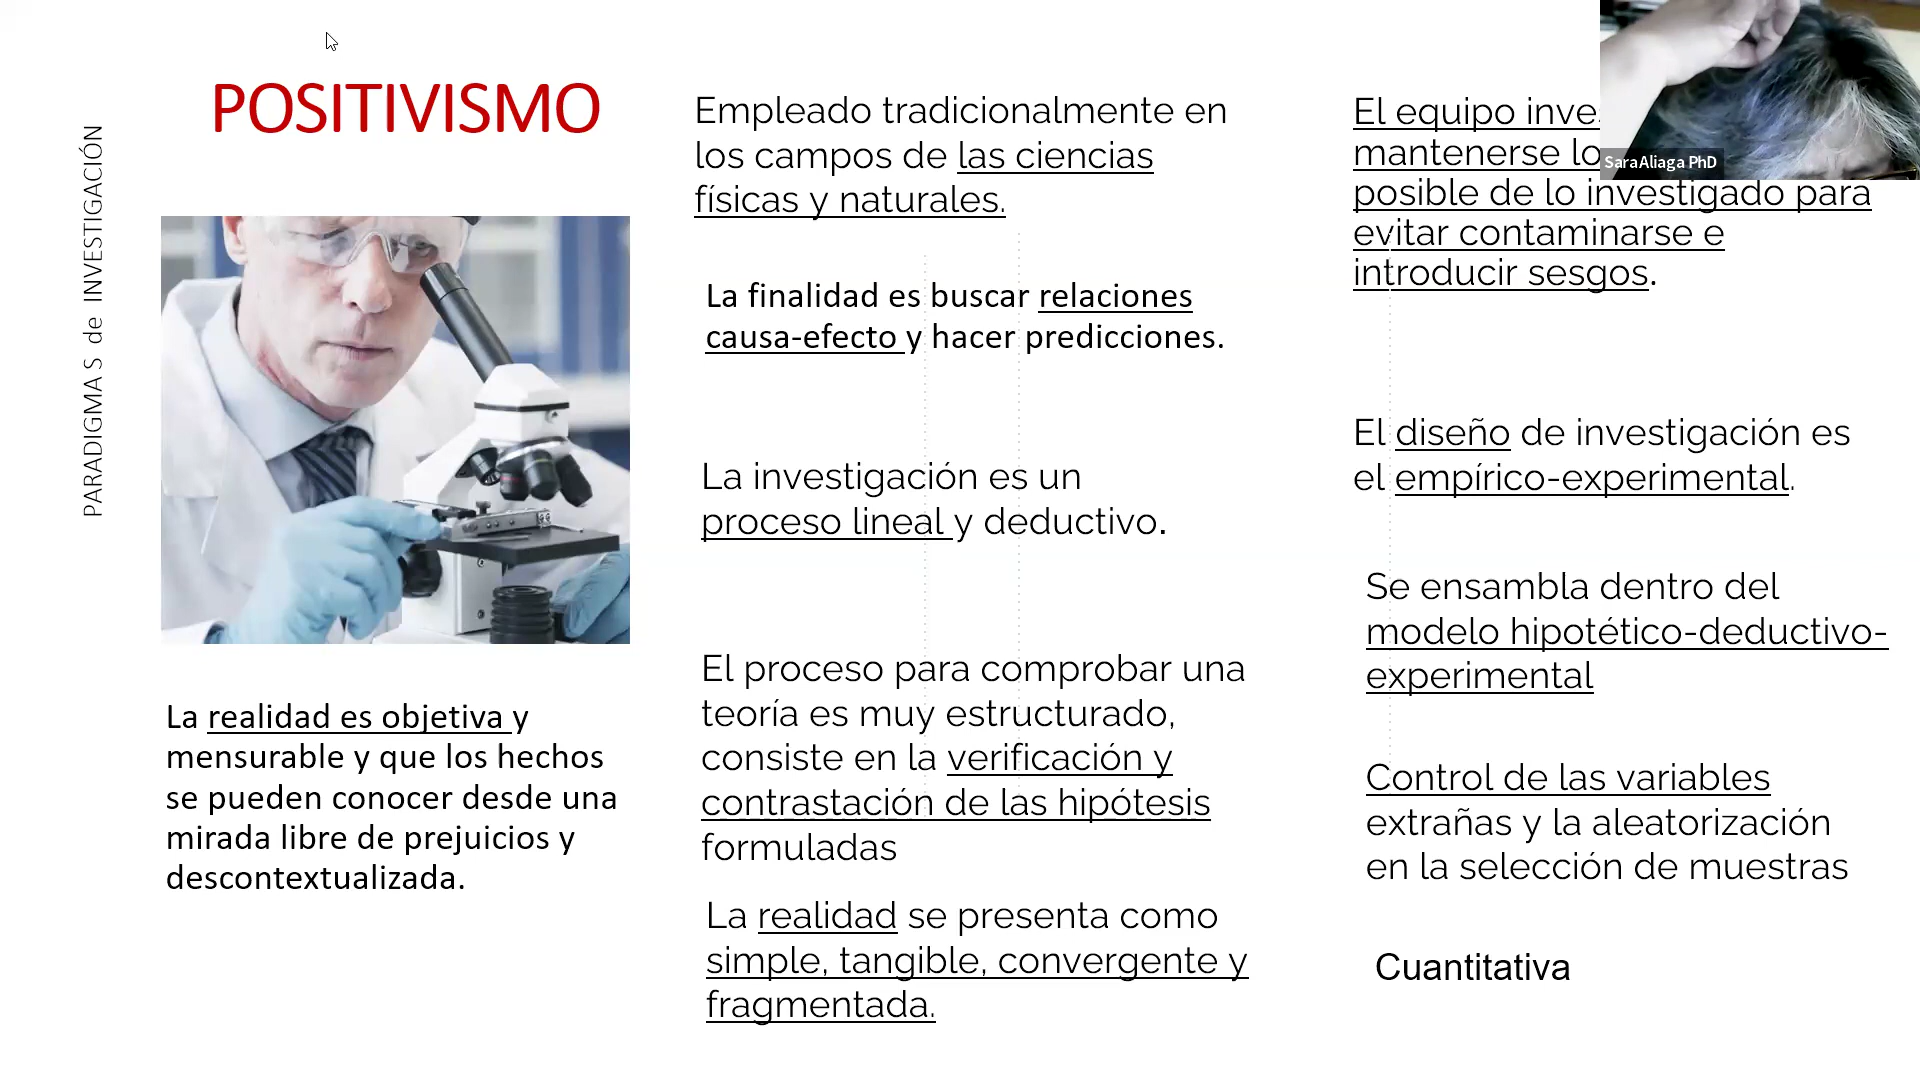 PARADIGMAS de INVESTIGACIÓN
POSITIVISMO
La realidad es objetiva y
mensurable y que los hechos
se pueden conocer desde una
mirada libre de prejuicios y
descontextualizada.
Empleado tradicionalmente en
los campos de las ciencias
físicas y naturales.
La finalidad es buscar relaciones
causa-efecto y hacer predicciones.
La investigación es un
proceso lineal y deductivo.
El proceso para comprobar una
teoría es muy estructurado,
consiste en la verificación y
contrastación de las hipótesis
formuladas
La realidad se presenta como
simple, tangible, convergente y
fragmentada.
El equipo
mantenerse
posible de lo investigado para
evitar contaminarse e
introducir sesgos.
El diseño de investigación es
el empírico-experimental.
Se ensambla dentro del
modelo hipotético-deductivo-
experimental
Control de las variables
extrañas y la aleatorización
en la selección de muestras
Cuantitativa
SaraAliaga PhD